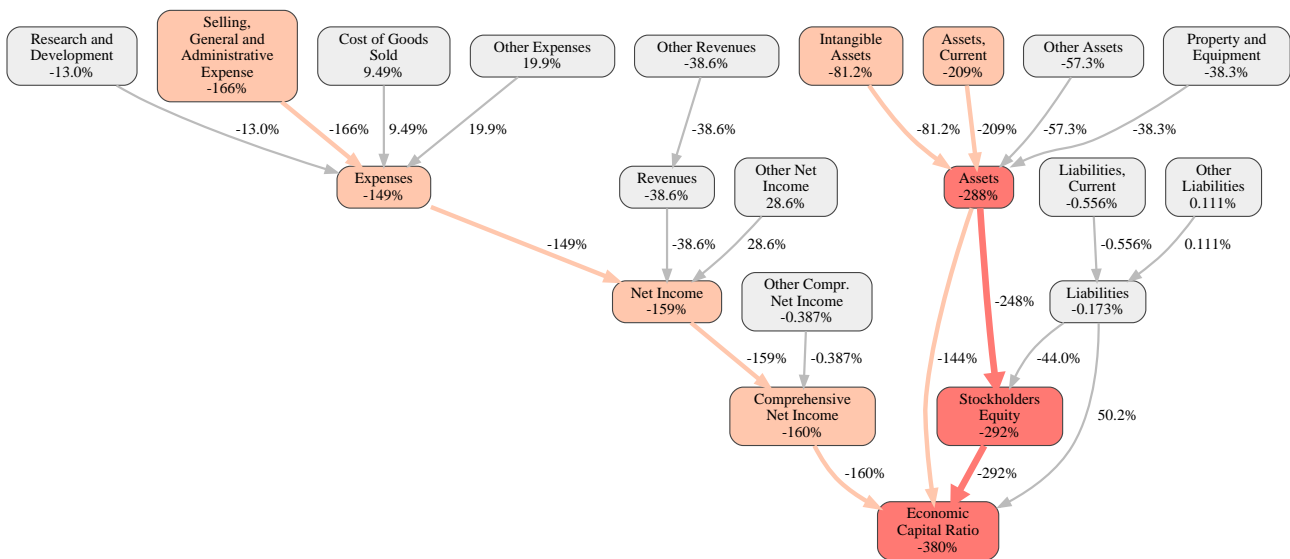 Research and
Development
-13.0%
Selling,
General and
Administrative
Expense
-166%
Cost of Goods
Sold
9.49%
Other Expenses
19.9%
Other Revenues
-38.6%
Intangible
Assets
-81.2%
Assets,
Current
-209%
Other Assets
-57.3%
Property and
Equipment
-38.3%
-13.0%
-166%
9.49%
19.9%
-38.6%
-81.2%
-209%
-57.3%
-38.3%
Expenses
-149%
Revenues
-38.6%
Other Net
Income
28.6%
Assets
-288%
Liabilities,
Current
-0.556%
Other
Liabilities
0.111%
-149%
-38.6%
28.6%
-0.556%
0.111%
Net Income
-159%
Other Compr.
Net Income
-0.387%
-248%
Liabilities
-0.173%
-159%
-0.387%
-144%
-44.0%
Comprehensive
Net Income
-160%
Stockholders
Equity
-292%
50.2%
-160%
-292%
Economic
Capital Ratio
-380%